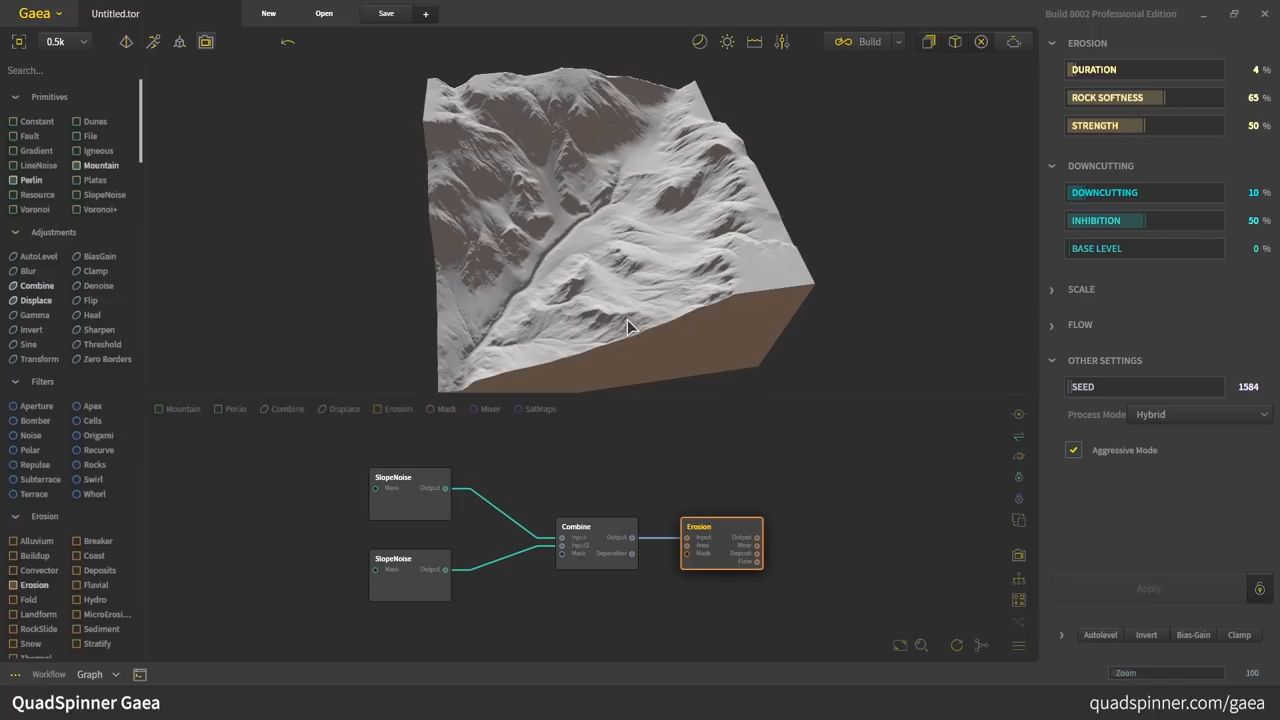 Gaea
Untitled.tor
New
Open
Save
+
Build 8002 Professional Edition
0.5k
Build
Search...
Primitives
Constant
Dunes
Fault
File
Gradient
Igneous
LineNoise
Mountain
Perlin
Plates
Resource
SlopeNoise
Voronoi
Voronoi+
Adjustments
AutoLevel
BiasGain
Blur
Clamp
Combine
Denoise
Displace
Flip
Gamma
Heal
Invert
Sharpen
Sine
Threshold
Transform
Zero Borders
Filters
Aperture
Apex
Bomber
Cells
Noise
Origami
Polar
Recurve
Repulse
Rocks
Subterrace
Swirl
Terrace
Whorl
Erosion
Alluvium
Breaker
Buildup
Coast
Convector
Deposits
Erosion
Fluvial
Fold
Hydro
Landform
MicroErosi...
RockSlide
Sediment
Snow
Stratify
Thermal
Mountain
Perlin
Combine
Displace
Erosion
Mask
Mixer
SatMaps
SlopeNoise
Mask Output
SlopeNoise
Mask Output
Combine
Input Output
Input2
Mask Separation
Erosion
Input Output
Area Wear
Mask Deposit
Flow
EROSION
DURATION 4 %
ROCK SOFTNESS 65 %
STRENGTH 50 %
DOWNCUTTING
DOWNCUTTING 10 %
INHIBITION 50 %
BASE LEVEL 0 %
SCALE
FLOW
OTHER SETTINGS
SEED 1584
Process Mode Hybrid
Aggressive Mode
Apply
Autolevel
Invert
Bias-Gain
Clamp
Workflow
Graph
Zoom 100
QuadSpinner Gaea
quadspinner.com/gaea